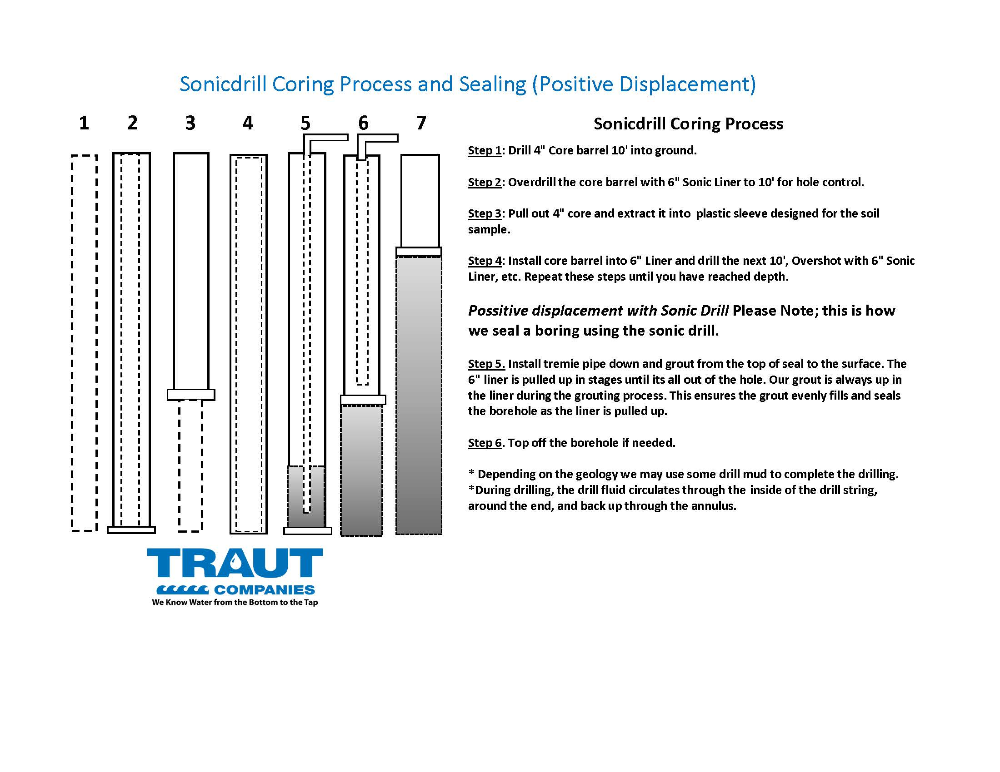 Sonicdrill Coring Process and Sealing (Positive Displacement)
1 2 3 4 5 6 7
Sonicdrill Coring Process
Step 1: Drill 4" Core barrel 10' into ground.
Step 2: Overdrill the core barrel with 6" Sonic Liner to 10' for hole control.
Step 3: Pull out 4" core and extract it into  plastic sleeve designed for the soil
sample.
Step 4: Install core barrel into 6" Liner and drill the next 10', Overshot with 6" Sonic
Liner, etc. Repeat these steps until you have reached depth.
Possitive displacement with Sonic Drill Please Note; this is how
we seal a boring using the sonic drill.
Step 5. Install tremie pipe down and grout from the top of seal to the surface. The
6" liner is pulled up in stages until its all out of the hole. Our grout is always up in
the liner during the grouting process. This ensures the grout evenly fills and seals
the borehole as the liner is pulled up.
Step 6. Top off the borehole if needed.
* Depending on the geology we may use some drill mud to complete the drilling.
*During drilling, the drill fluid circulates through the inside of the drill string,
around the end, and back up through the annulus.
TRAUT
COMPANIES
We Know Water from the Bottom to the Tap